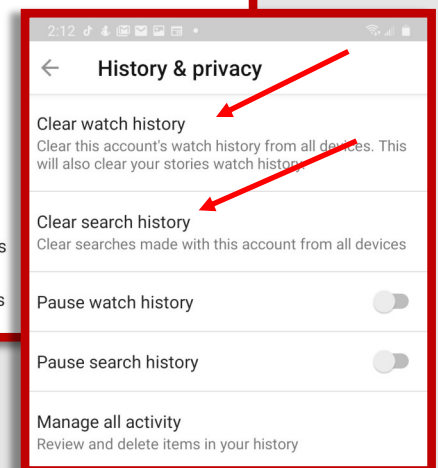 2:12
History & privacy
Clear watch history
Clear this account's watch history from all devices. This
will also clear your stories watch history.
Clear search history
Clear searches made with this account from all devices
s
Pause watch history
s
Pause search history
Manage all activity
Review and delete items in your history